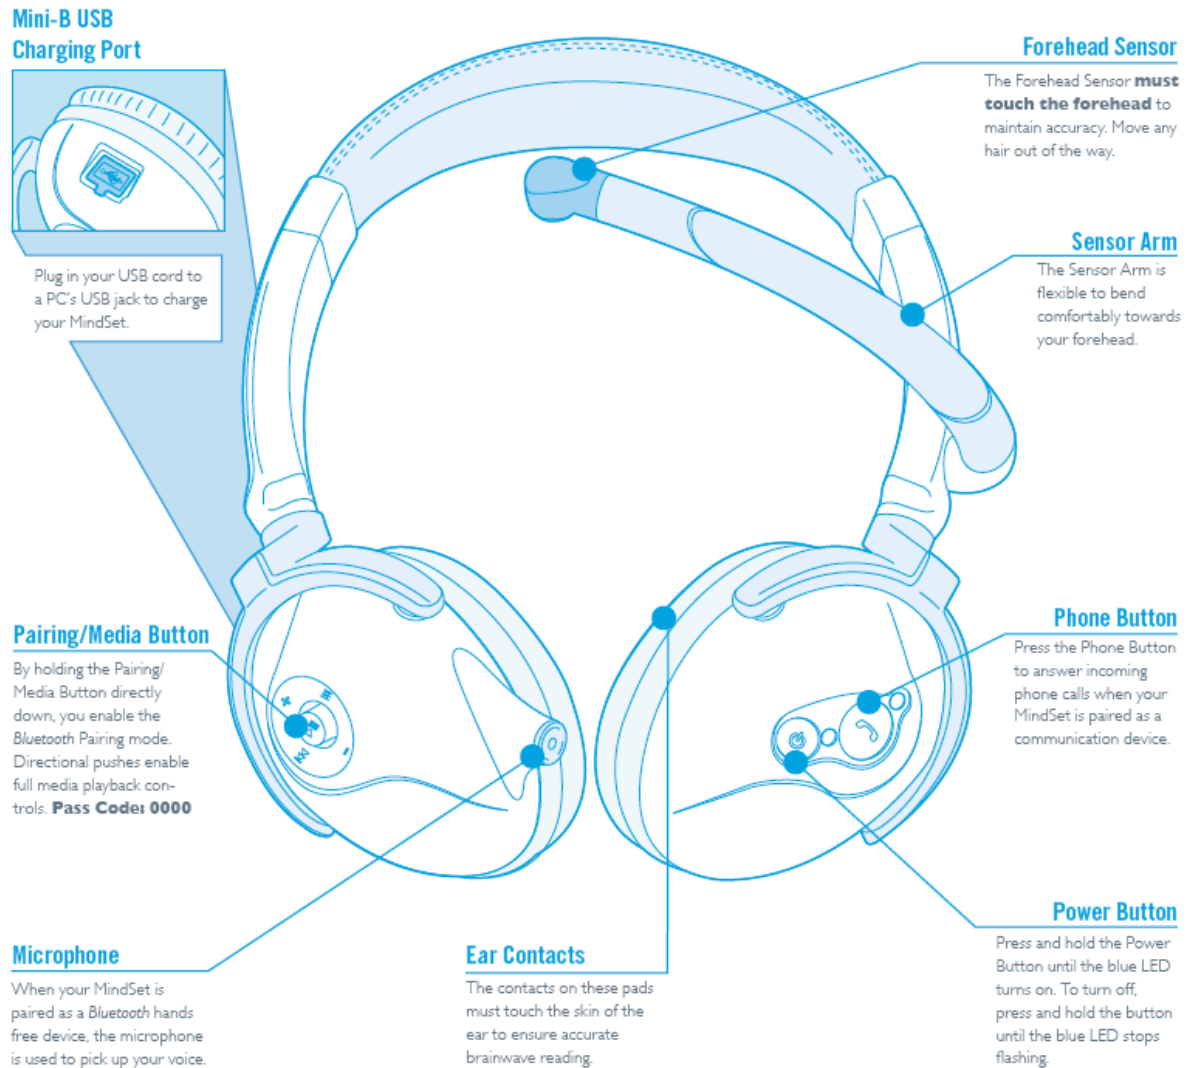 Mini-B USB
Charging Port
Plug in your USB cord to
a PC's USB jack to charge
your MindSet.
Forehead Sensor
The Forehead Sensor must
touch the forehead to
maintain accuracy. Move any
hair out of the way.
Sensor Arm
The Sensor Arm is
flexible to bend
comfortably towards
your forehead.
Pairing/Media Button
By holding the Pairing/
Media Button directly
down, you enable the
Bluetooth Pairing mode.
Directional pushes enable
full media playback con-
trols. Pass Code: 0000
Phone Button
Press the Phone Button
to answer incoming
phone calls when your
MindSet is paired as a
communication device.
Microphone
When your MindSet is
paired as a Bluetooth hands
free device, the microphone
is used to pick up your voice.
Ear Contacts
The contacts on these pads
must touch the skin of the
ear to ensure accurate
brainwave reading.
Power Button
Press and hold the Power
Button until the blue LED
turns on. To turn off,
press and hold the button
until the blue LED stops
flashing.